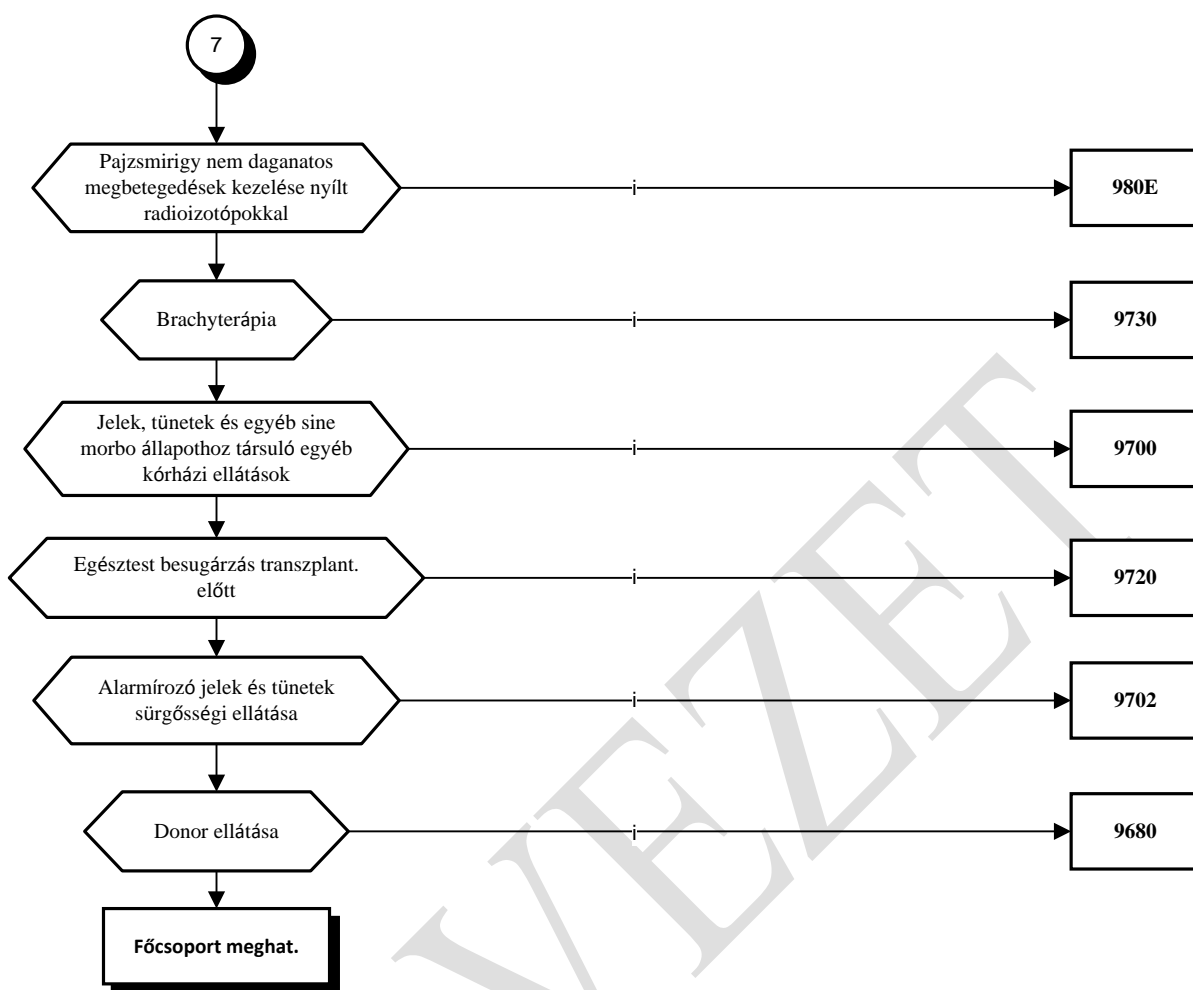 7
Pajzsmirigy nem daganatos
megbetegedések kezelése nyílt
radioizotópokkal
i
980E
Brachyterápia
i
9730
Jelek, tünetek és egyéb sine
morbo állapothoz társuló egyéb
kórházi ellátások
i
9700
Egésztest besugárzás transzplant.
előtt
i
9720
Alarmírozó jelek és tünetek
sürgősségi ellátása
i
9702
Donor ellátása
i
9680
Főcsoport meghat.
VEZET